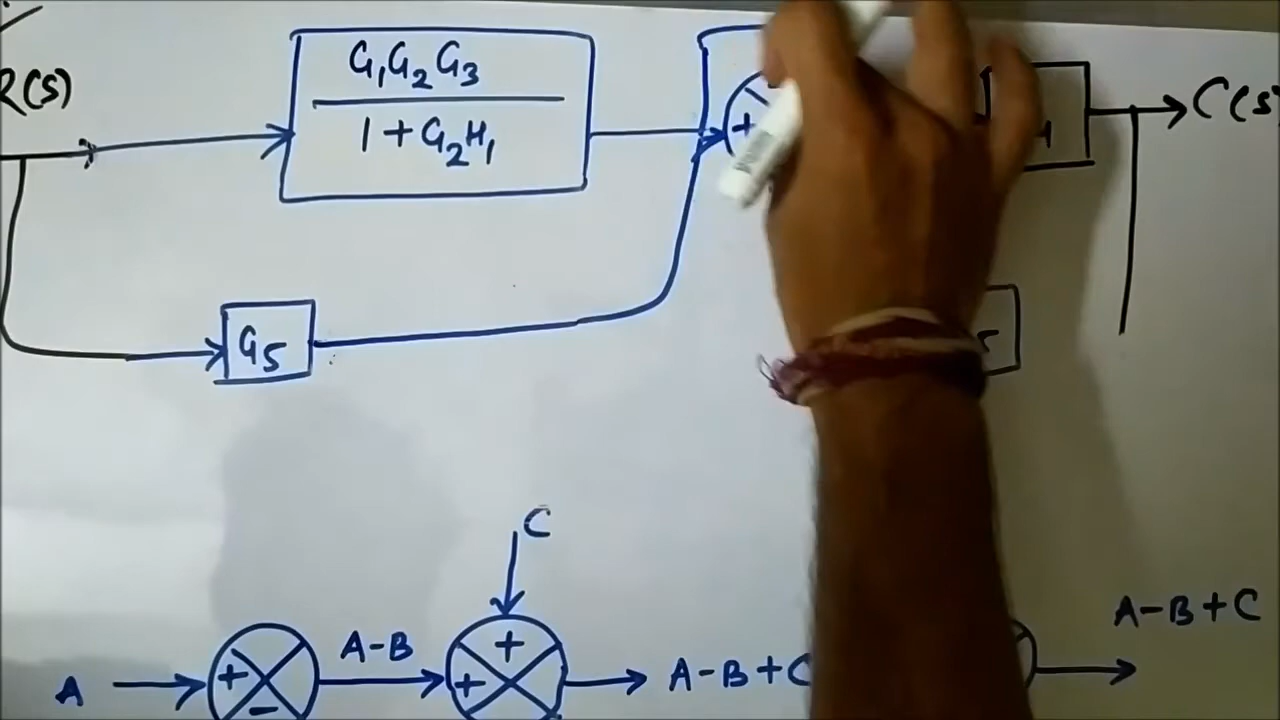 R(s)
G₁G₂G₃
1 + G₂H₁
+
C(s)
G₅
C
A
+
-
A-B
+
+
A-B+C
A-B+C